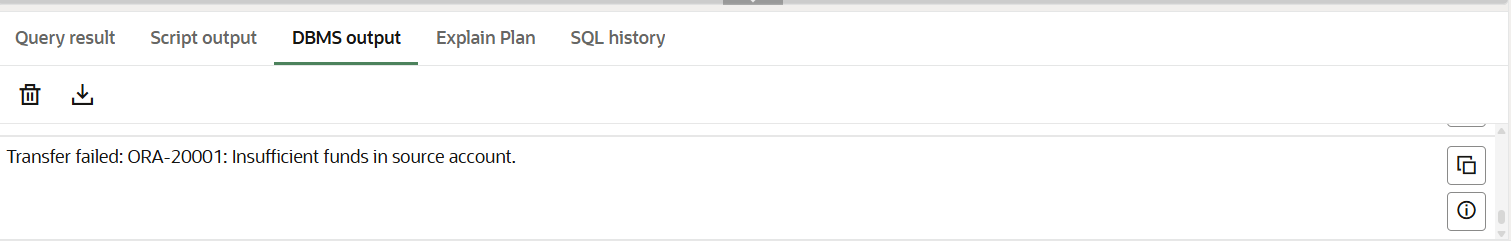 Query result Script output DBMS output Explain Plan SQL history
Transfer failed: ORA-20001: Insufficient funds in source account.